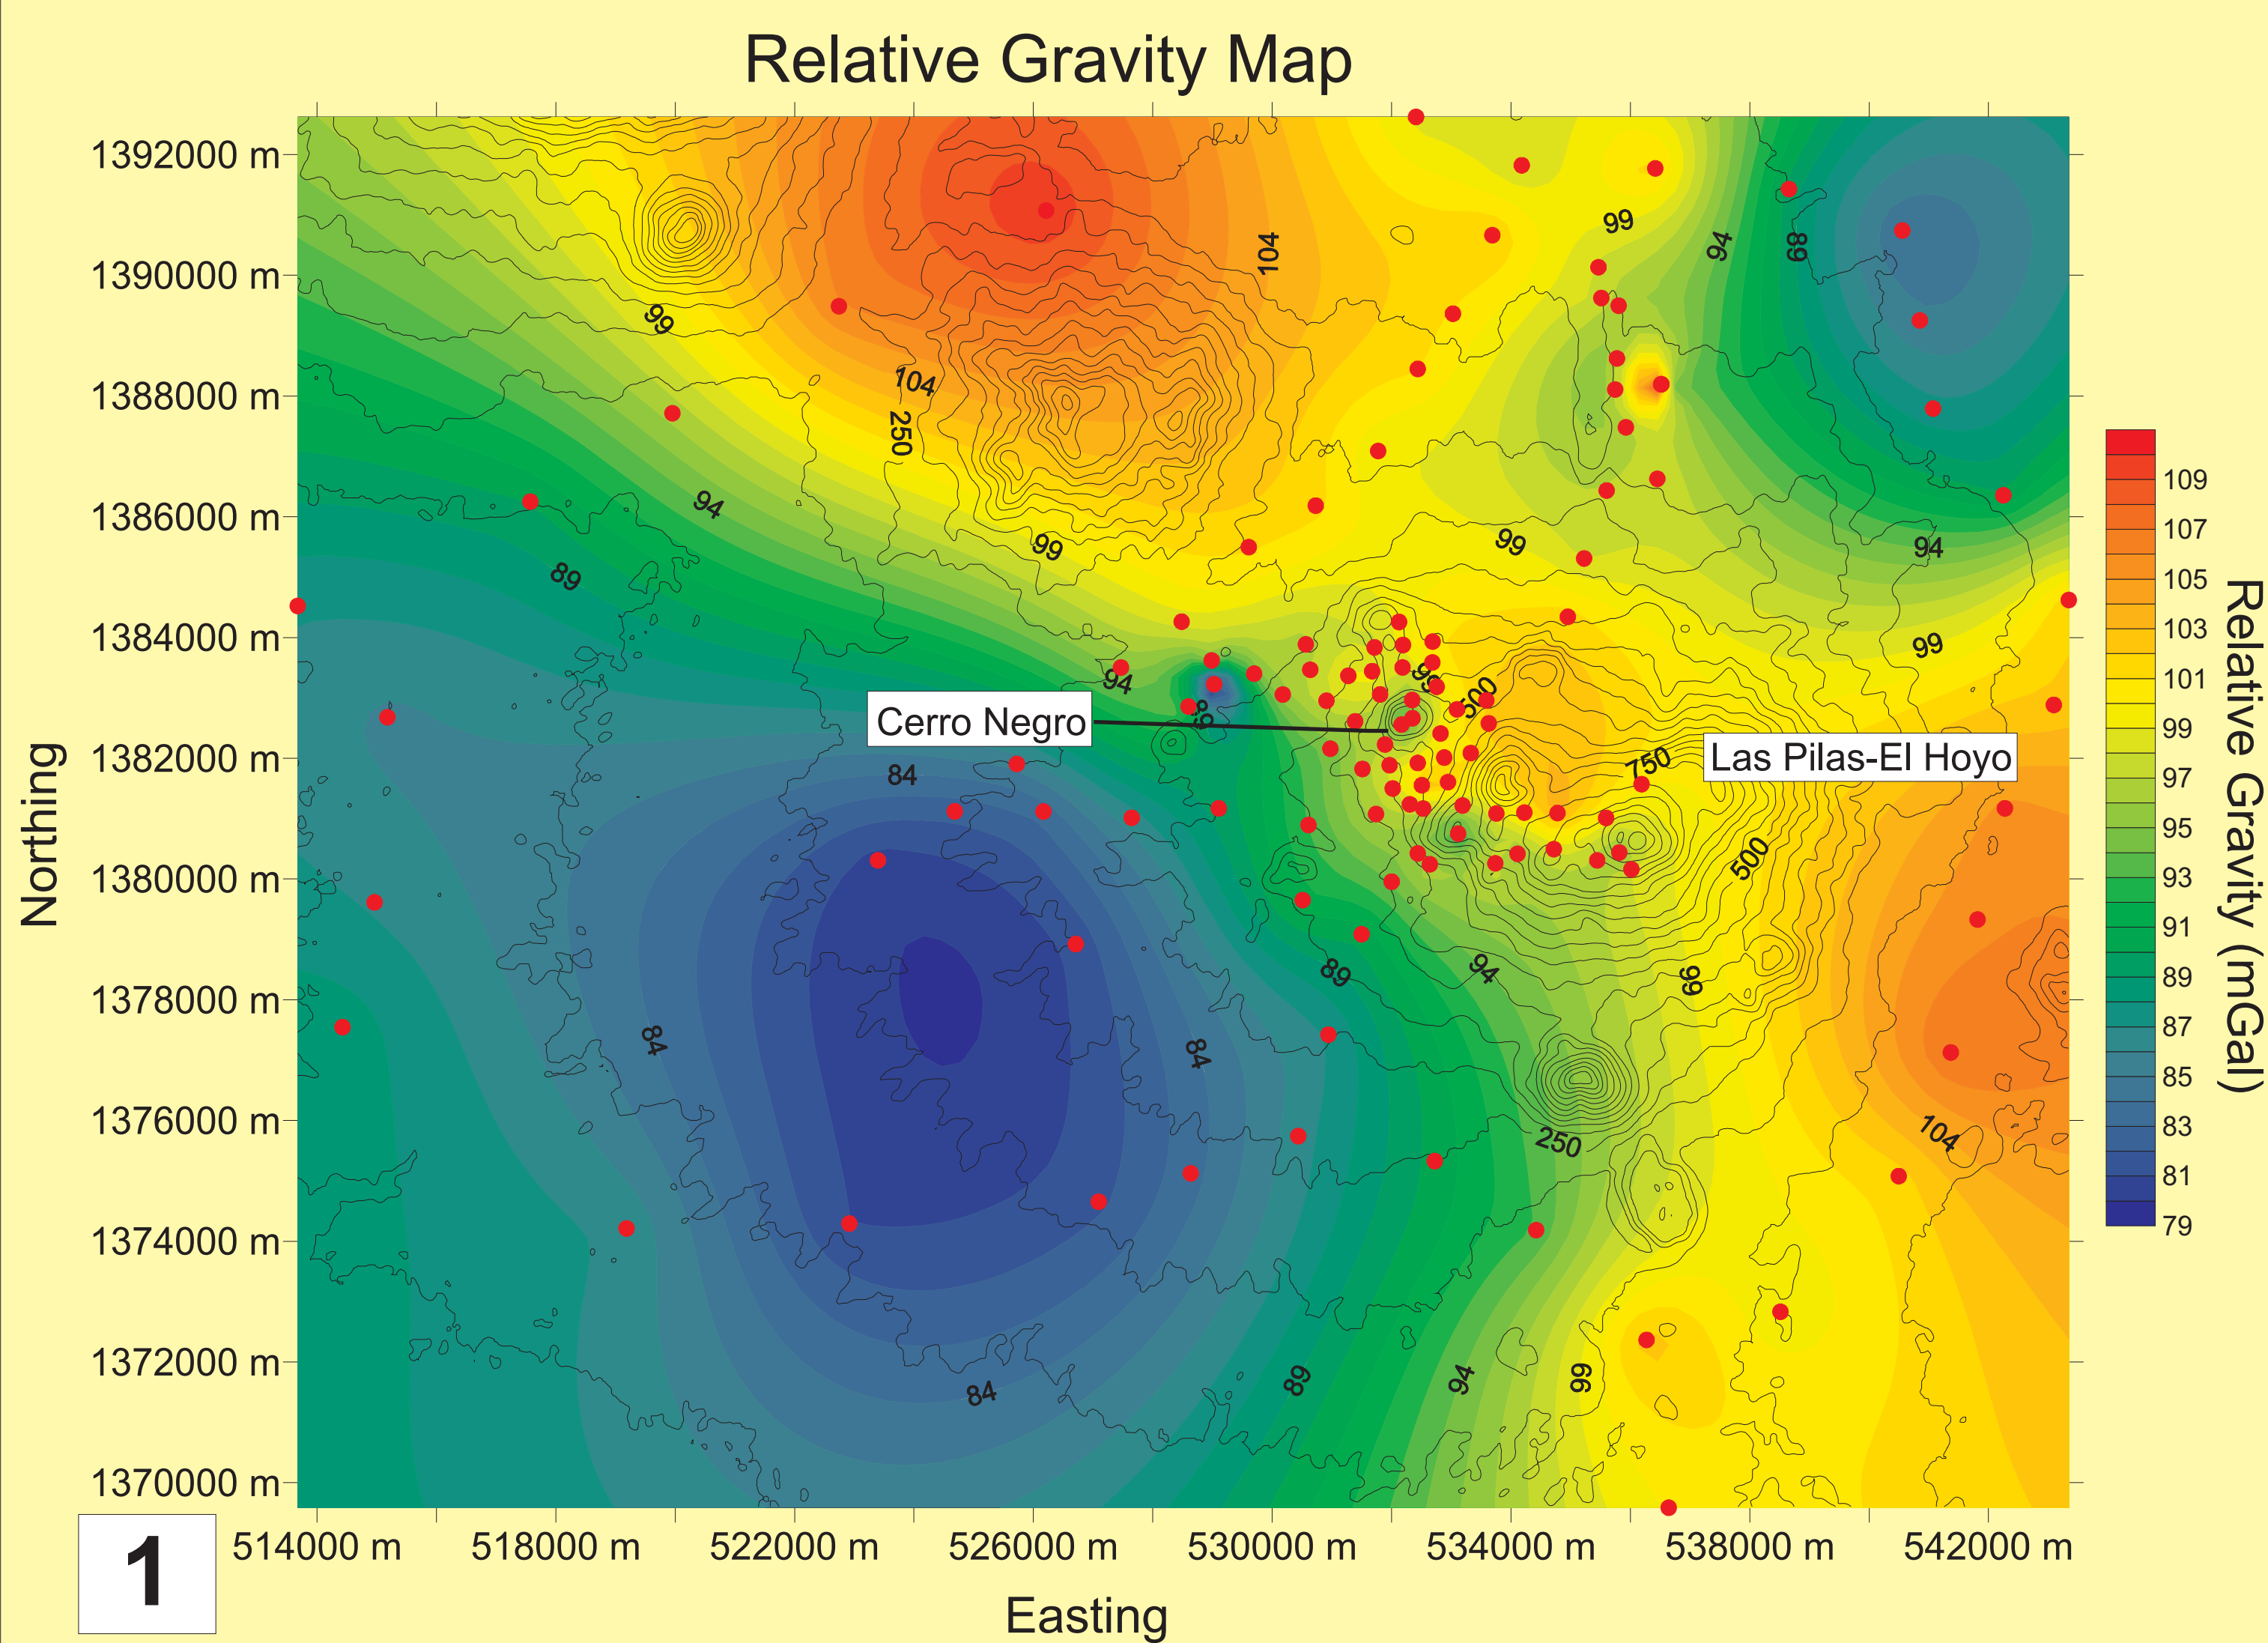 Relative Gravity Map
1392000 m
1390000 m
1388000 m
1386000 m
1384000 m
1382000 m
1380000 m
1378000 m
1376000 m
1374000 m
1372000 m
1370000 m
Northing
99
104
94
89
99
104
250
94
99
99
94
89
99
94
99
500
89
Cerro Negro
84
750
Las Pilas-El Hoyo
500
89
94
99
84
84
250
104
84
89
94
99
109
107
105
103
101
99
97
95
93
91
89
87
85
83
81
79
Relative Gravity (mGal)
1
514000 m
518000 m
522000 m
526000 m
530000 m
534000 m
538000 m
542000 m
Easting